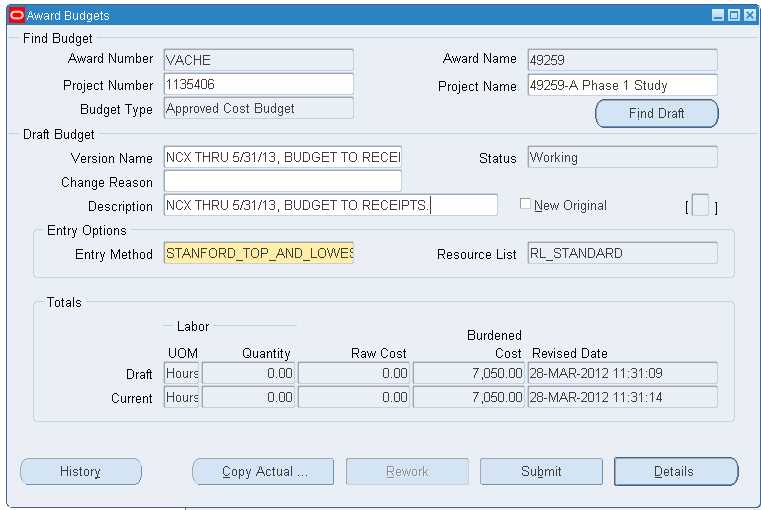 Award Budgets
Find Budget
Award Number VACHE Award Name 49259
Project Number 1135406 Project Name 49259-A Phase 1 Study
Budget Type Approved Cost Budget
Find Draft
Draft Budget
Version Name NCX THRU 5/31/13, BUDGET TO RECEI Status Working
Change Reason
Description NCX THRU 5/31/13, BUDGET TO RECEIPTS. New Original [ ]
Entry Options
Entry Method STANFORD_TOP_AND_LOWES Resource List RL_STANDARD
Totals
Labor
Burdened
UOM Quantity Raw Cost Cost Revised Date
Draft Hours 0.00 0.00 7,050.00 28-MAR-2012 11:31:09
Current Hours 0.00 0.00 7,050.00 28-MAR-2012 11:31:14
History Copy Actual ... Rework Submit Details